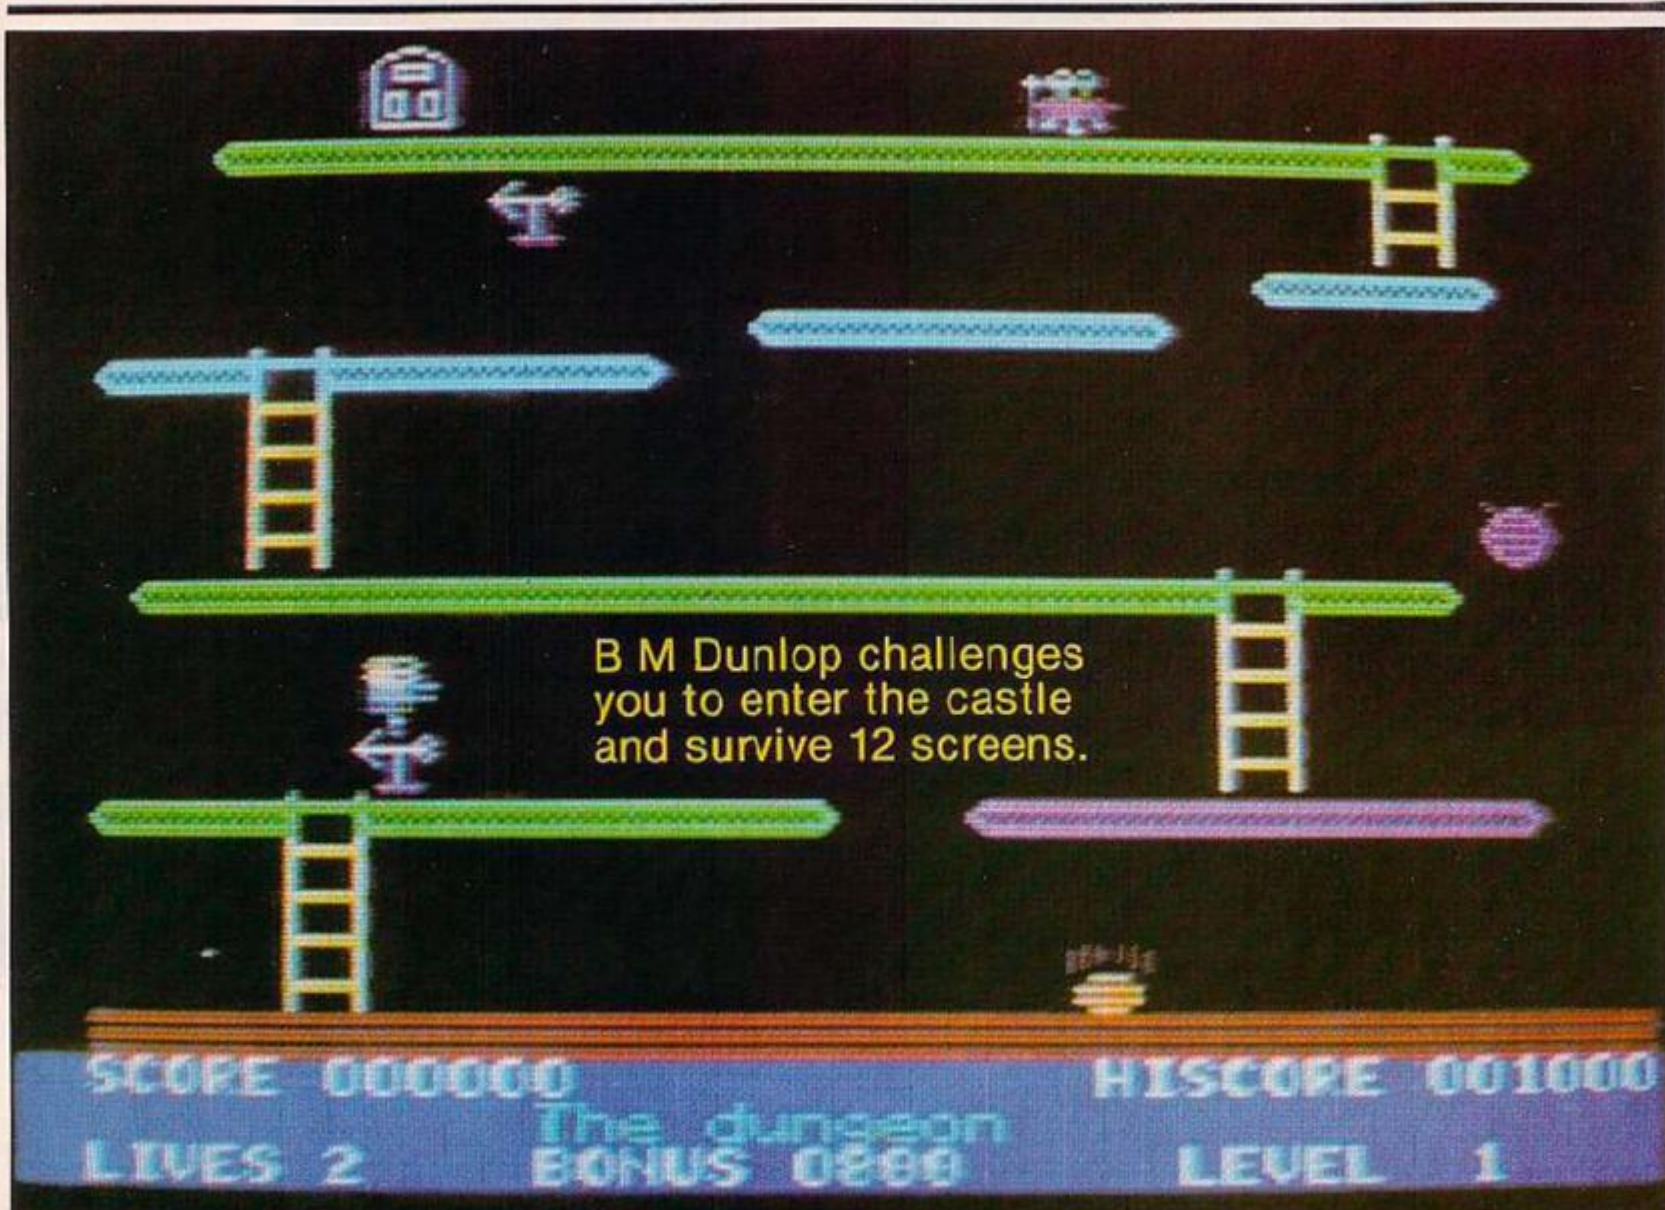 B M Dunlop challenges
you to enter the castle
and survive 12 screens.
SCORE 000000 HISCORE 001000
The dungeon
LIVES 2 BONUS LEVEL 1